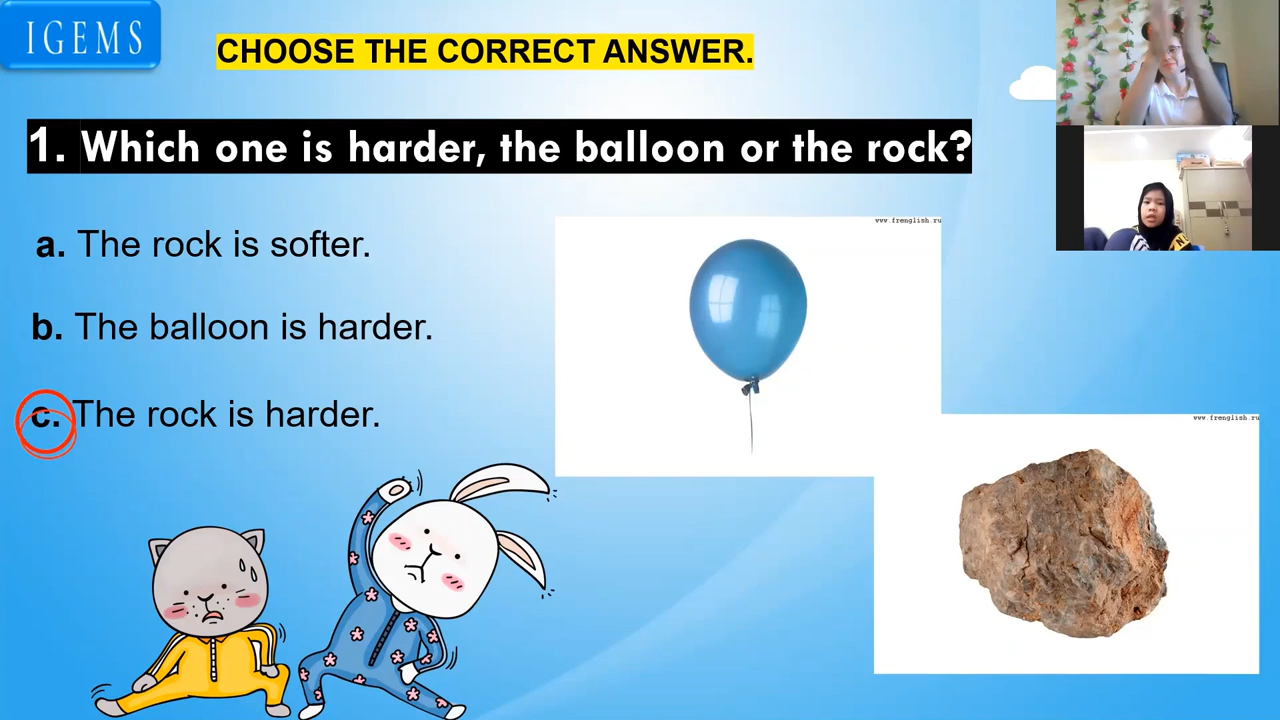 IGEMS
CHOOSE THE CORRECT ANSWER.
1. Which one is harder, the balloon or the rock?
a. The rock is softer.
b. The balloon is harder.
c. The rock is harder.
www.frenglish.ru
www.frenglish.ru